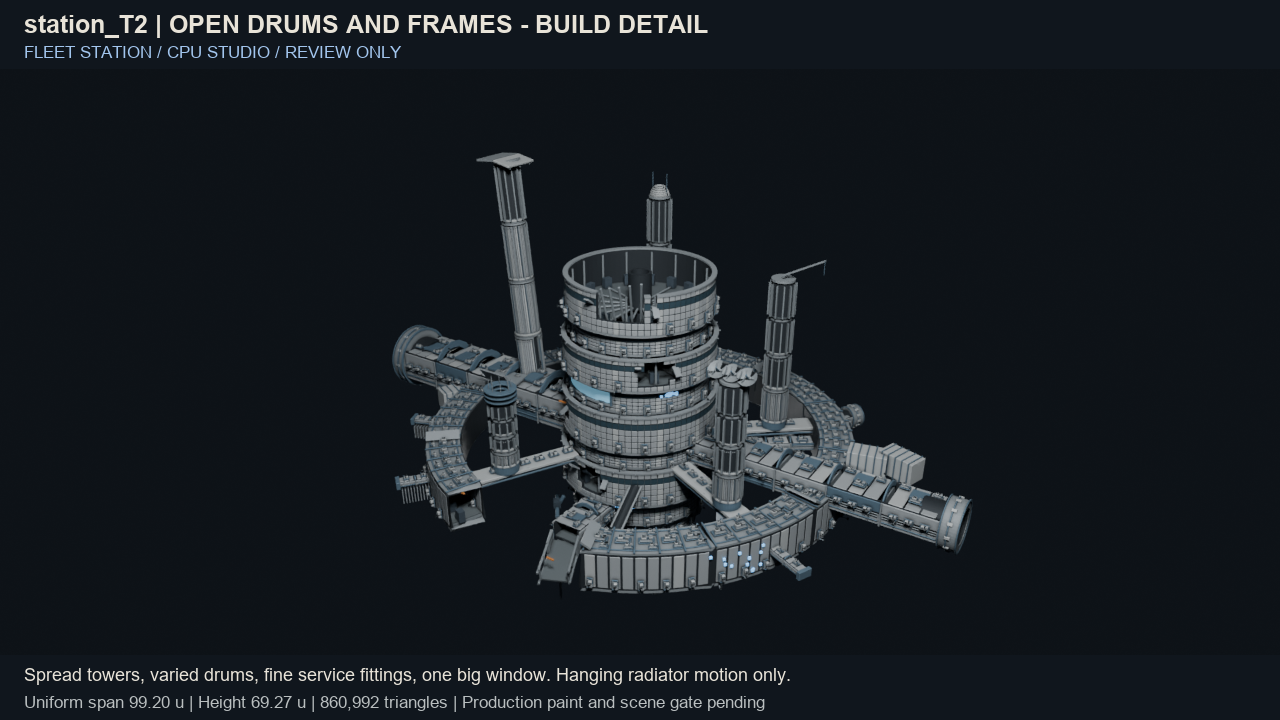 station_T2 | OPEN DRUMS AND FRAMES - BUILD DETAIL
FLEET STATION / CPU STUDIO / REVIEW ONLY
Spread towers, varied drums, fine service fittings, one big window. Hanging radiator motion only.
Uniform span 99.20 u | Height 69.27 u | 860,992 triangles | Production paint and scene gate pending